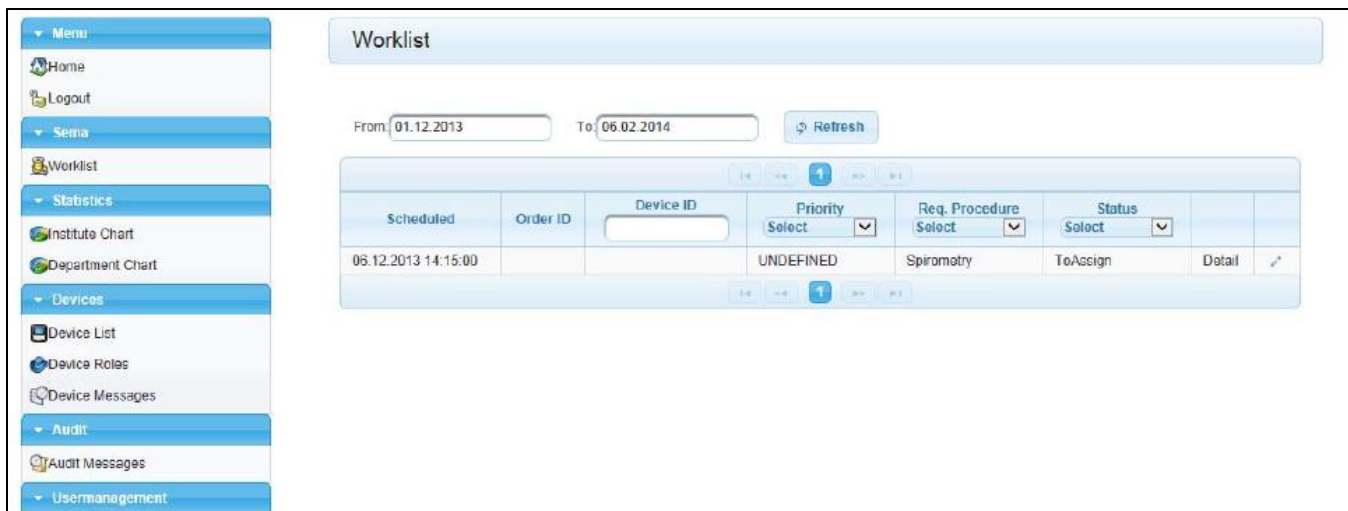 Menu
Home
Logout
Sema
Worklist
Statistics
Institute Chart
Department Chart
Devices
Device List
Device Roles
Device Messages
Audit
Audit Messages
Usermanagement
Worklist
From: 01.12.2013 To: 06.02.2014 Refresh
1
Scheduled Order ID Device ID Priority Select Req. Procedure Select Status Select
06.12.2013 14:15:00 UNDEFINED Spirometry ToAssign Detail
1